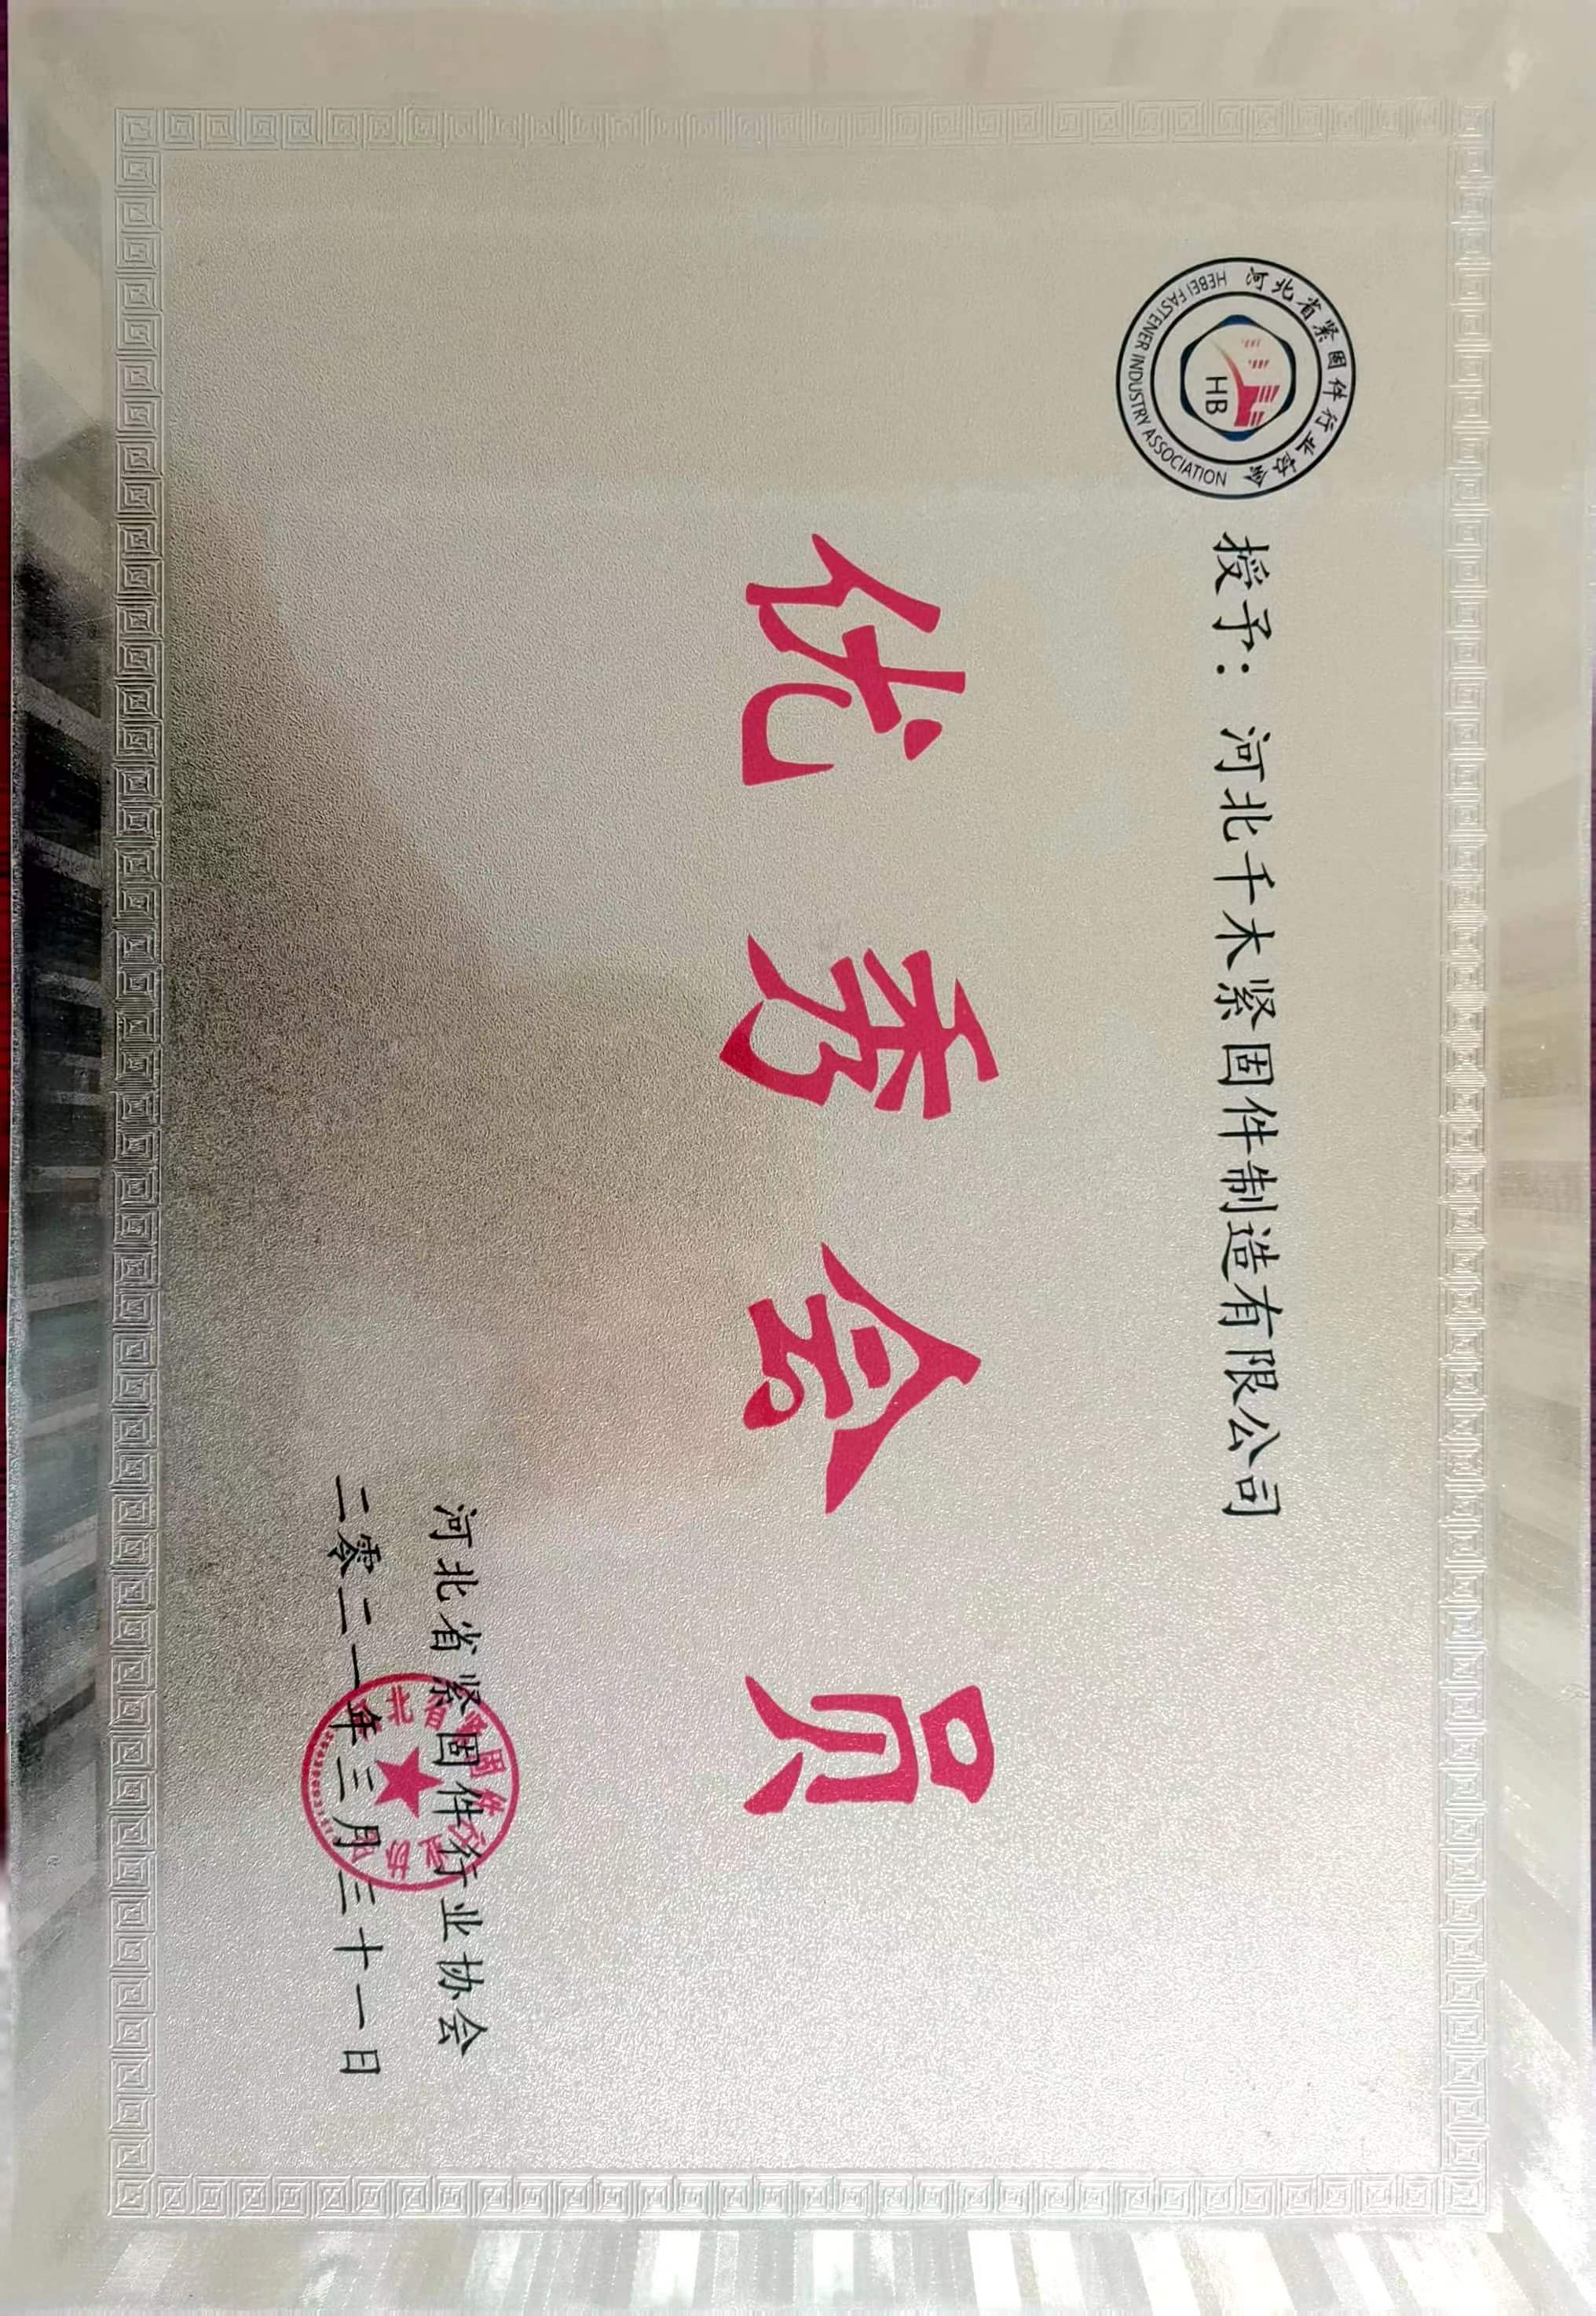 河北省紧固件行业协会
HEBEI FASTENER INDUSTRY ASSOCIATION
HB
授予：河北千木紧固件制造有限公司
优秀会员
河北省紧固件行业协会
二零二一年三月三十一日